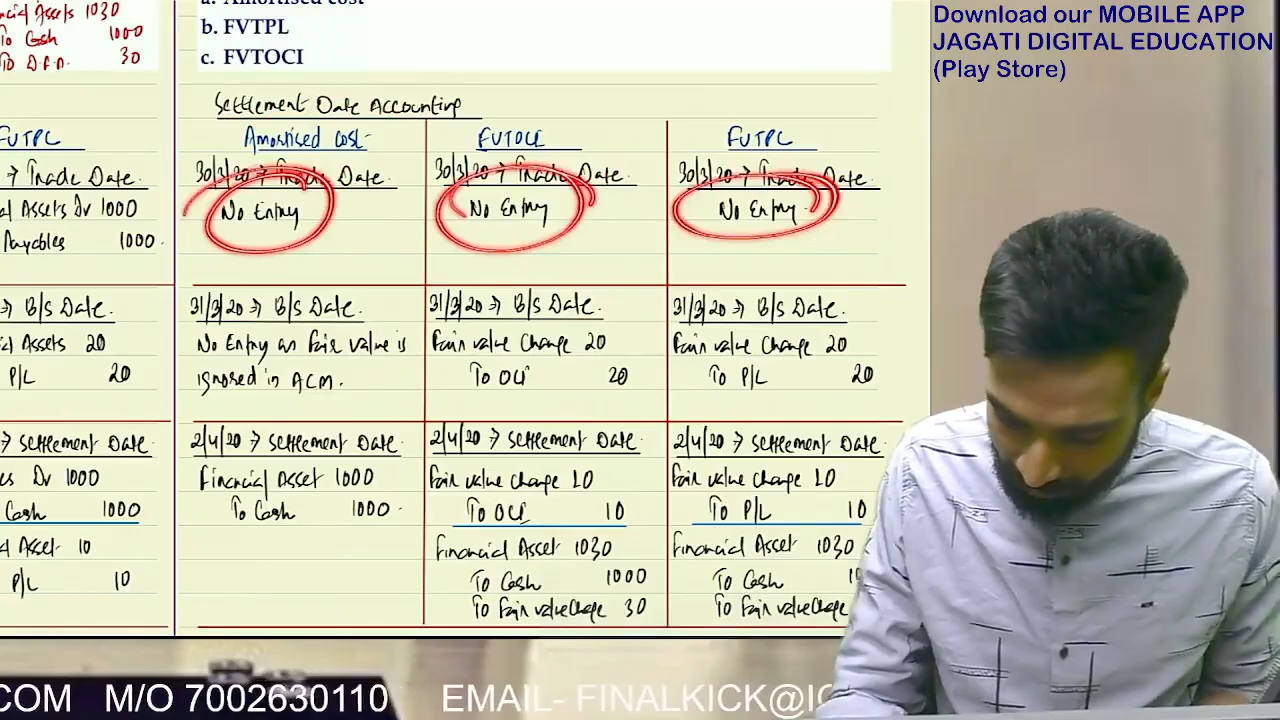 ncial Assets 1030
To Cash 1000
To D.F.A. 30
a. Amortised cost
b. FVTPL
c. FVTOCI
Download our MOBILE APP
JAGATI DIGITAL EDUCATION
(Play Store)
FVTPL
→ Trade Date
al Assets Dr 1000
Payables 1000
→ B/S Date
cial Assets 20
P/L 20
→ Settlement Date
es Dr 1000
Cash 1000
al Asset 10
P/L 10
Settlement Date Accounting
Amortised cost
30/3/20 → Trade Date
No Entry
31/3/20 → B/S Date
No Entry as Fair value is
ignored in ACM.
2/4/20 → Settlement Date
Financial Asset 1000
To Cash 1000
FVTOCI
30/3/20 → Trade Date
No Entry
31/3/20 → B/S Date
Fair value Change 20
To OCI 20
2/4/20 → Settlement Date
Fair value Change 10
To OCI 10
Financial Asset 1030
To Cash 1000
To Fair value Change 30
FVTPL
30/3/20 → Trade Date
No Entry
31/3/20 → B/S Date
Fair value Change 20
To P/L 20
2/4/20 → Settlement Date
Fair value Change 10
To P/L 10
Financial Asset 1030
To Cash
To Fair value Change
.COM M/O 7002630110 EMAIL- FINALKICK@